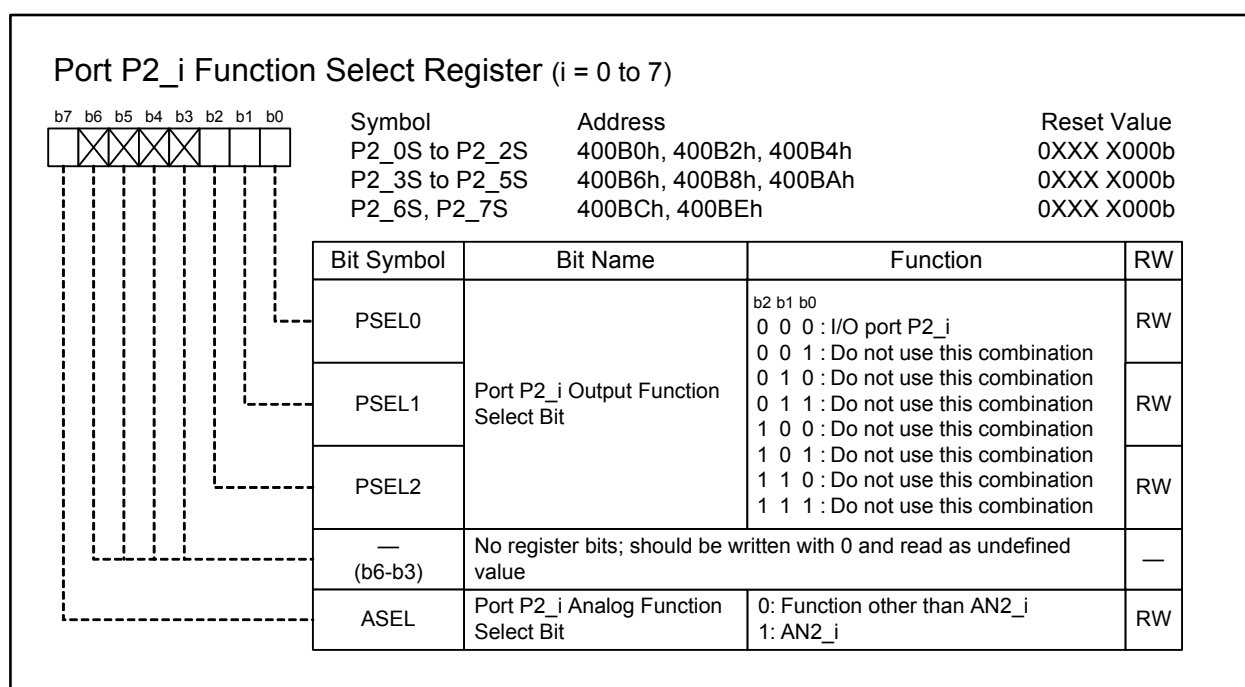 Port P2_i Function Select Register (i = 0 to 7)
b7 b6 b5 b4 b3 b2 b1 b0
Symbol Address Reset Value
P2_0S to P2_2S 400B0h, 400B2h, 400B4h 0XXX X000b
P2_3S to P2_5S 400B6h, 400B8h, 400BAh 0XXX X000b
P2_6S, P2_7S 400BCh, 400BEh 0XXX X000b
Bit Symbol Bit Name Function RW
PSEL0
PSEL1
PSEL2
Port P2_i Output Function
Select Bit
b2 b1 b0
0 0 0 : I/O port P2_i
0 0 1 : Do not use this combination
0 1 0 : Do not use this combination
0 1 1 : Do not use this combination
1 0 0 : Do not use this combination
1 0 1 : Do not use this combination
1 1 0 : Do not use this combination
1 1 1 : Do not use this combination
RW
RW
RW
—
(b6-b3)
No register bits; should be written with 0 and read as undefined
value
—
ASEL
Port P2_i Analog Function
Select Bit
0: Function other than AN2_i
1: AN2_i
RW